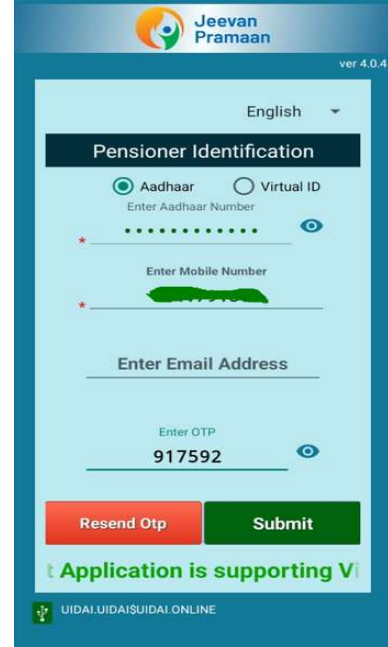 Jeevan
Pramaan
ver 4.0.4
English
Pensioner Identification
Aadhaar Virtual ID
Enter Aadhaar Number
* ............
Enter Mobile Number
*
Enter Email Address
Enter OTP
917592
Resend Otp Submit
Application is supporting Vi
UIDAI.UIDAI$UIDAI.ONLINE